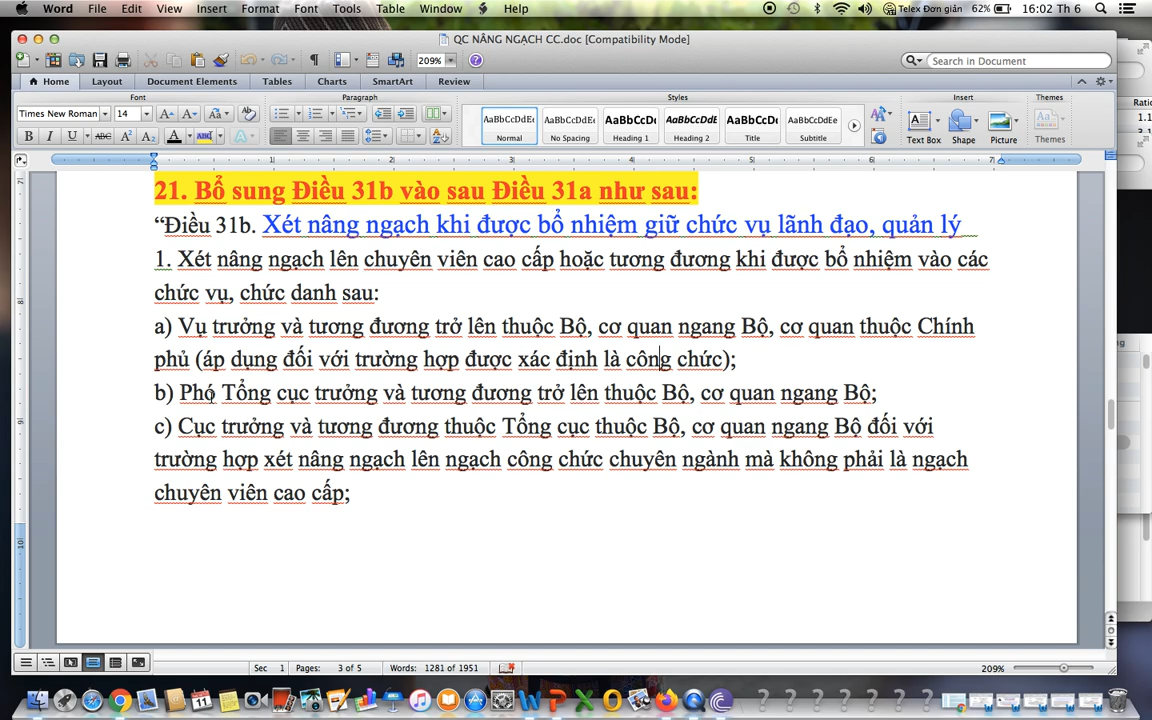 Word File Edit View Insert Format Font Tools Table Window Help Telex Đơn giản 62% 16:02 Th 6
QC NÂNG NGẠCH CC.doc [Compatibility Mode]
209% Search in Document
Home Layout Document Elements Tables Charts SmartArt Review
Font Paragraph Styles Insert Themes
Times New Roman 14
AaBbCcDdEe AaBbCcDdEe AaBbCcDc AaBbCcDdE AaBbCcDc AaBbCcDdEe
Normal No Spacing Heading 1 Heading 2 Title Subtitle Text Box Shape Picture Themes
21. Bổ sung Điều 31b vào sau Điều 31a như sau:
“Điều 31b. Xét nâng ngạch khi được bổ nhiệm giữ chức vụ lãnh đạo, quản lý
1. Xét nâng ngạch lên chuyên viên cao cấp hoặc tương đương khi được bổ nhiệm vào các
chức vụ, chức danh sau:
a) Vụ trưởng và tương đương trở lên thuộc Bộ, cơ quan ngang Bộ, cơ quan thuộc Chính
phủ (áp dụng đối với trường hợp được xác định là công chức);
b) Phó Tổng cục trưởng và tương đương trở lên thuộc Bộ, cơ quan ngang Bộ;
c) Cục trưởng và tương đương thuộc Tổng cục thuộc Bộ, cơ quan ngang Bộ đối với
trường hợp xét nâng ngạch lên ngạch công chức chuyên ngành mà không phải là ngạch
chuyên viên cao cấp;
Sec 1 Pages: 3 of 5 Words: 1281 of 1951 209%